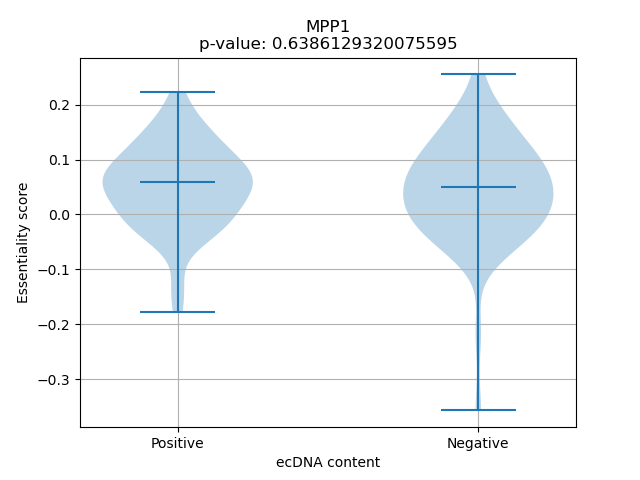 MPP1
p-value: 0.6386129320075595
Essentiality score
0.2
0.1
0.0
−0.1
−0.2
−0.3
Positive
Negative
ecDNA content